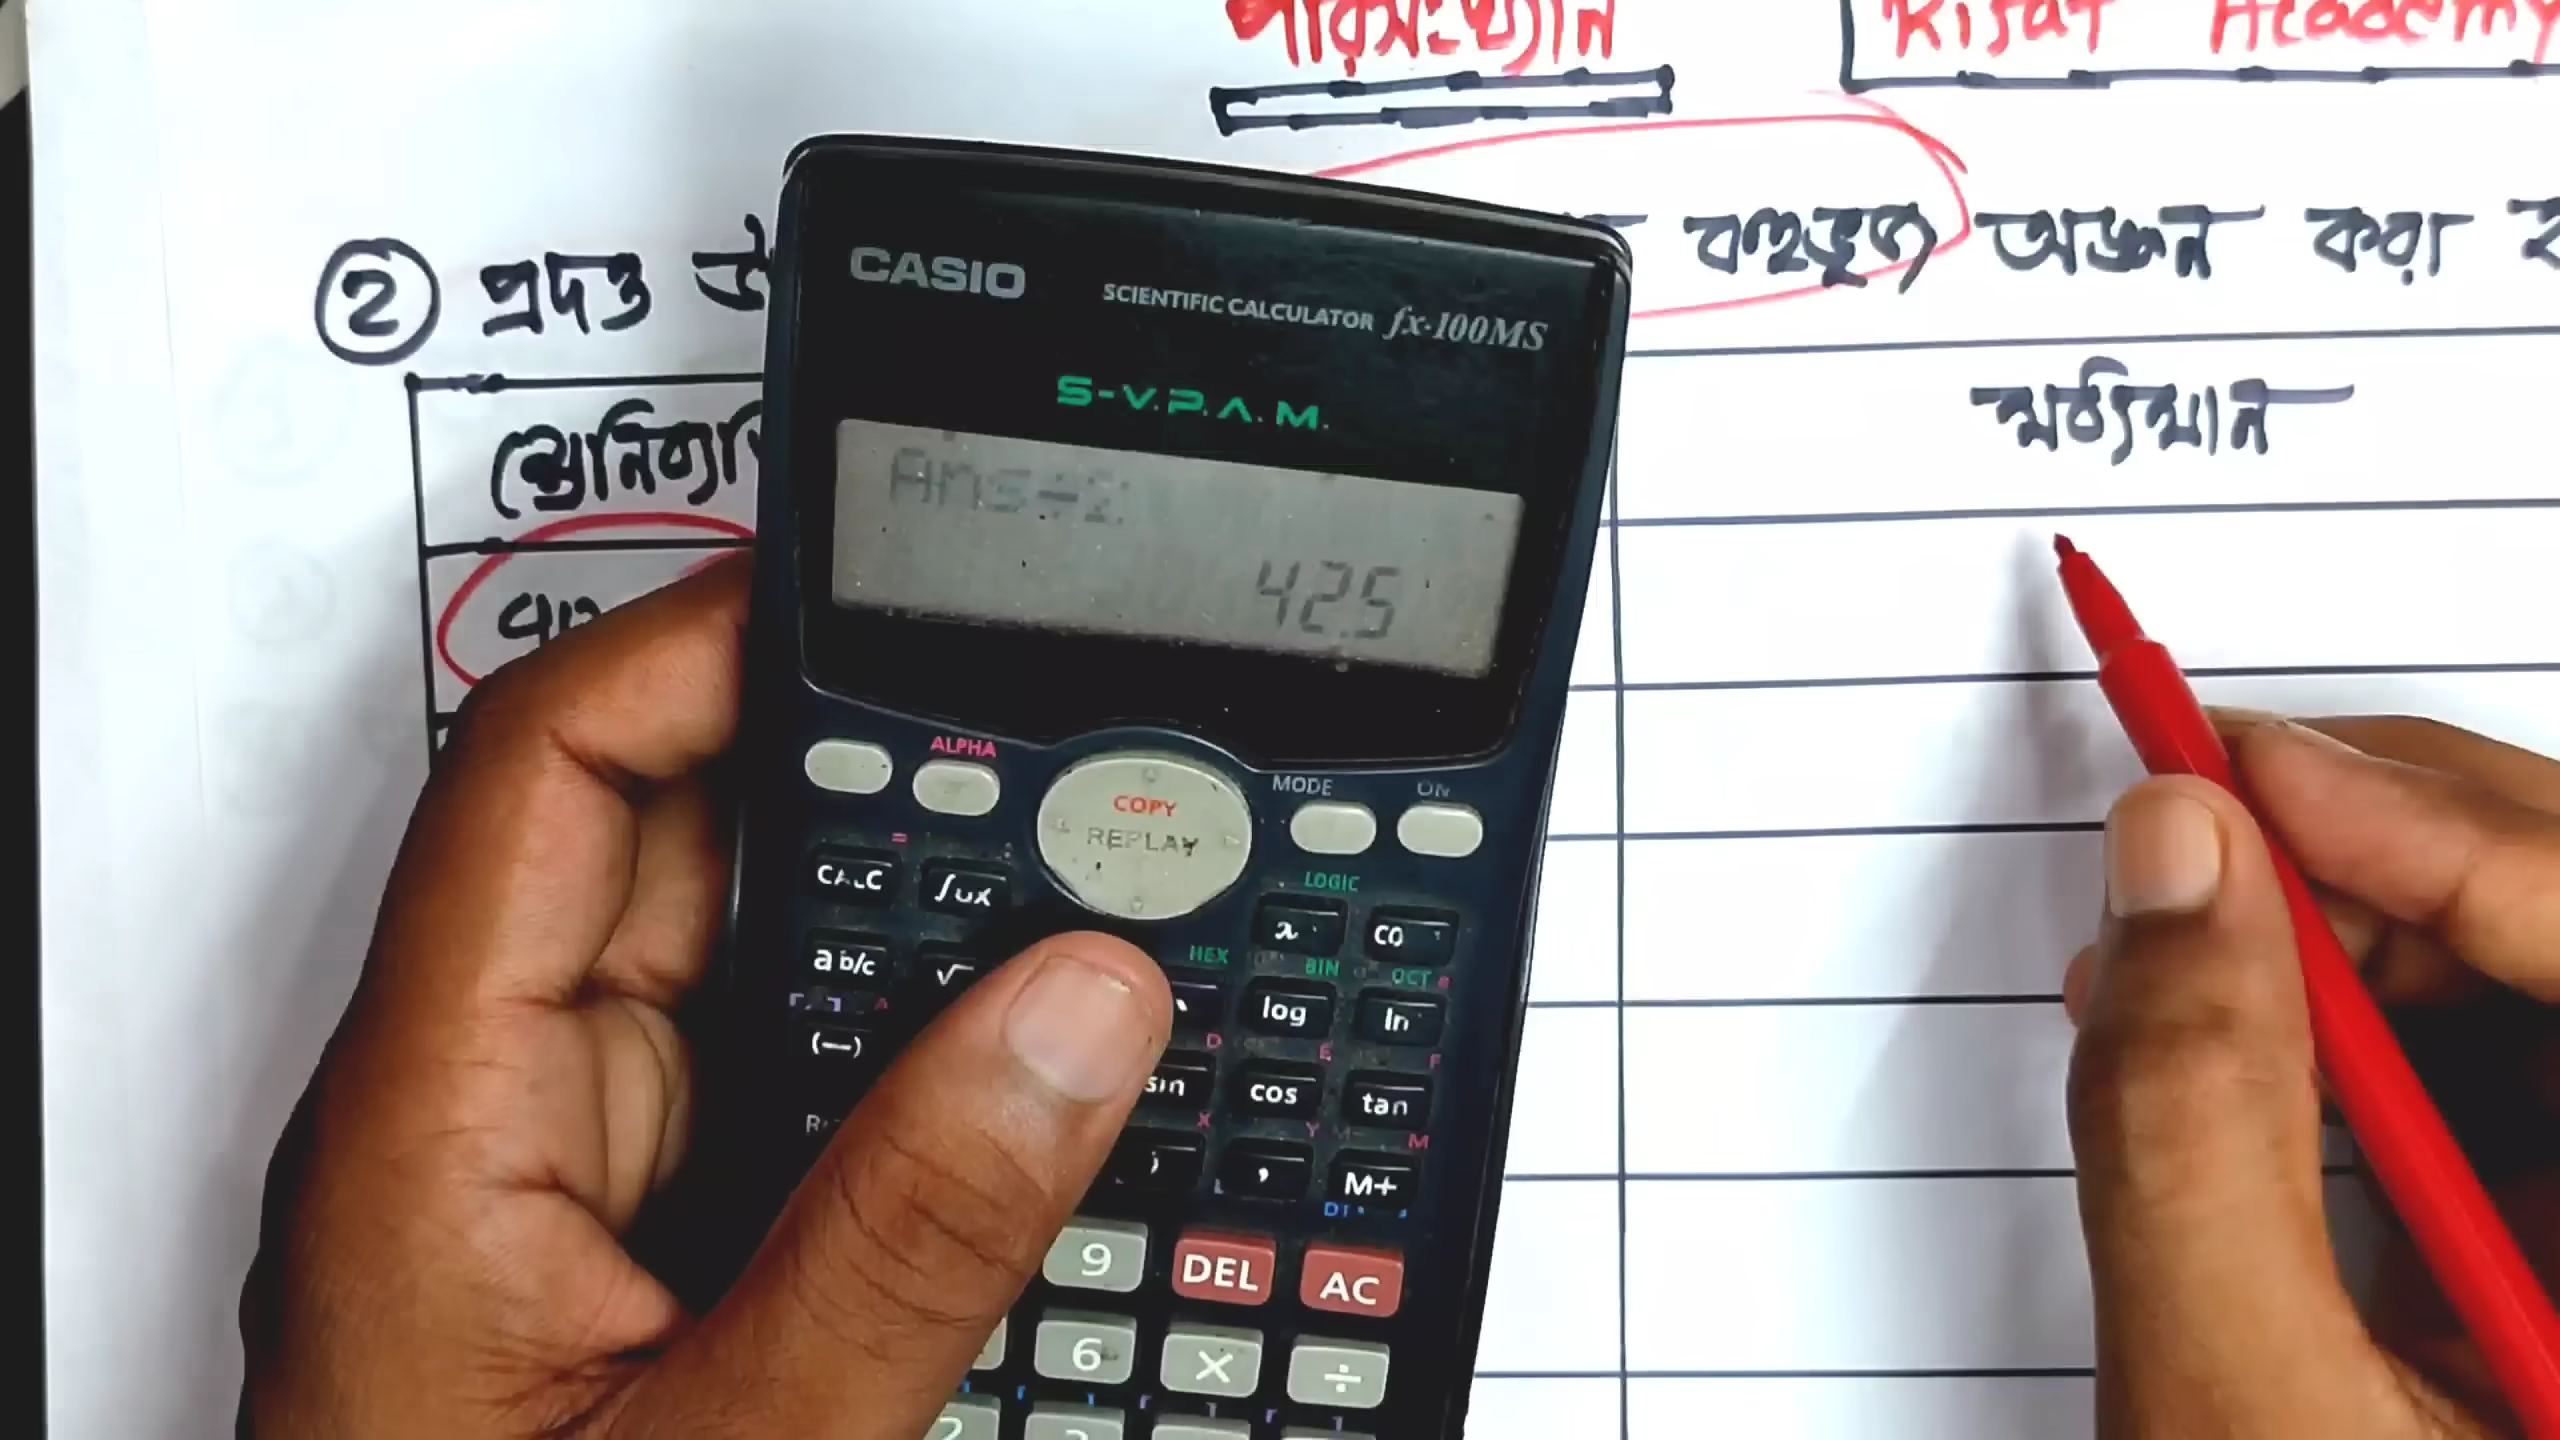 পরিসংখ্যান
Risat Academy
② প্রদত্ত
বহুভুজ অঙ্কন করা
মধ্যমান
CASIO
SCIENTIFIC CALCULATOR fx-100MS
S-V.P.A.M.
Ans÷2
42.5
ALPHA
MODE ON
COPY
REPLAY
CALC ∫dx
LOGIC
a b/c √
HEX BIN OCT
log ln
(—)
D E F
sin cos tan
X Y M
) , M+
9 DEL AC
6 × ÷